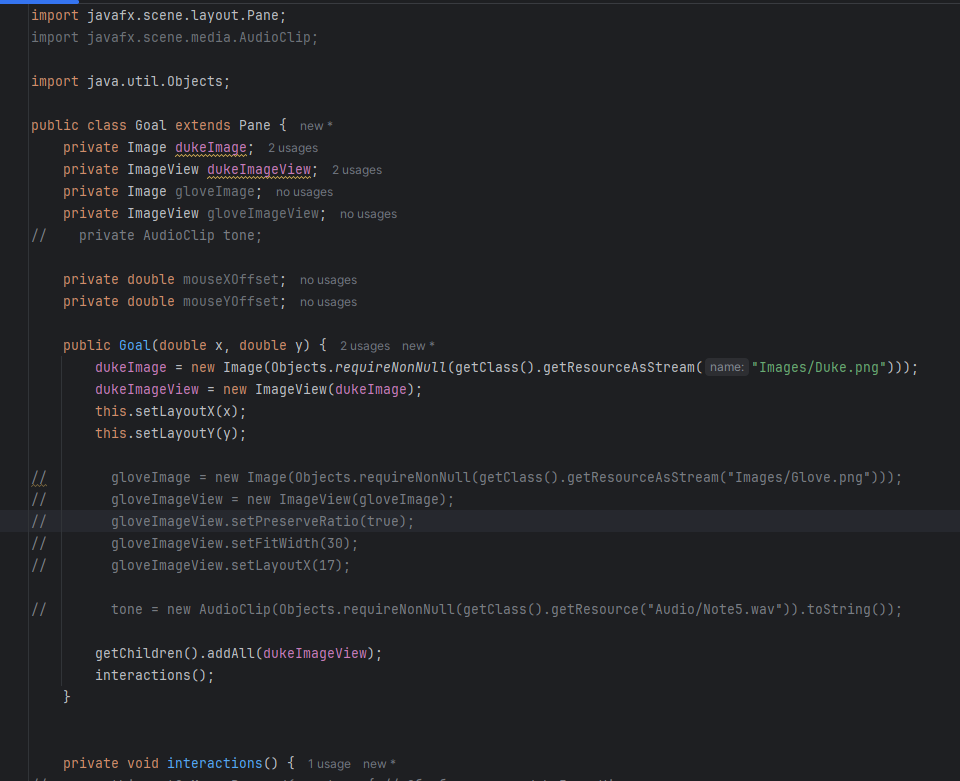 import javafx.scene.layout.Pane;
import javafx.scene.media.AudioClip;
import java.util.Objects;
public class Goal extends Pane { new *
private Image dukeImage; 2 usages
private ImageView dukeImageView; 2 usages
private Image gloveImage; no usages
private ImageView gloveImageView; no usages
// private AudioClip tone;
private double mouseXOffset; no usages
private double mouseYOffset; no usages
public Goal(double x, double y) { 2 usages new *
dukeImage = new Image(Objects.requireNonNull(getClass().getResourceAsStream( name: "Images/Duke.png")));
dukeImageView = new ImageView(dukeImage);
this.setLayoutX(x);
this.setLayoutY(y);
// gloveImage = new Image(Objects.requireNonNull(getClass().getResourceAsStream("Images/Glove.png")));
// gloveImageView = new ImageView(gloveImage);
// gloveImageView.setPreserveRatio(true);
// gloveImageView.setFitWidth(30);
// gloveImageView.setLayoutX(17);
// tone = new AudioClip(Objects.requireNonNull(getClass().getResource("Audio/Note5.wav")).toString());
getChildren().addAll(dukeImageView);
interactions();
}
private void interactions() { 1 usage new *